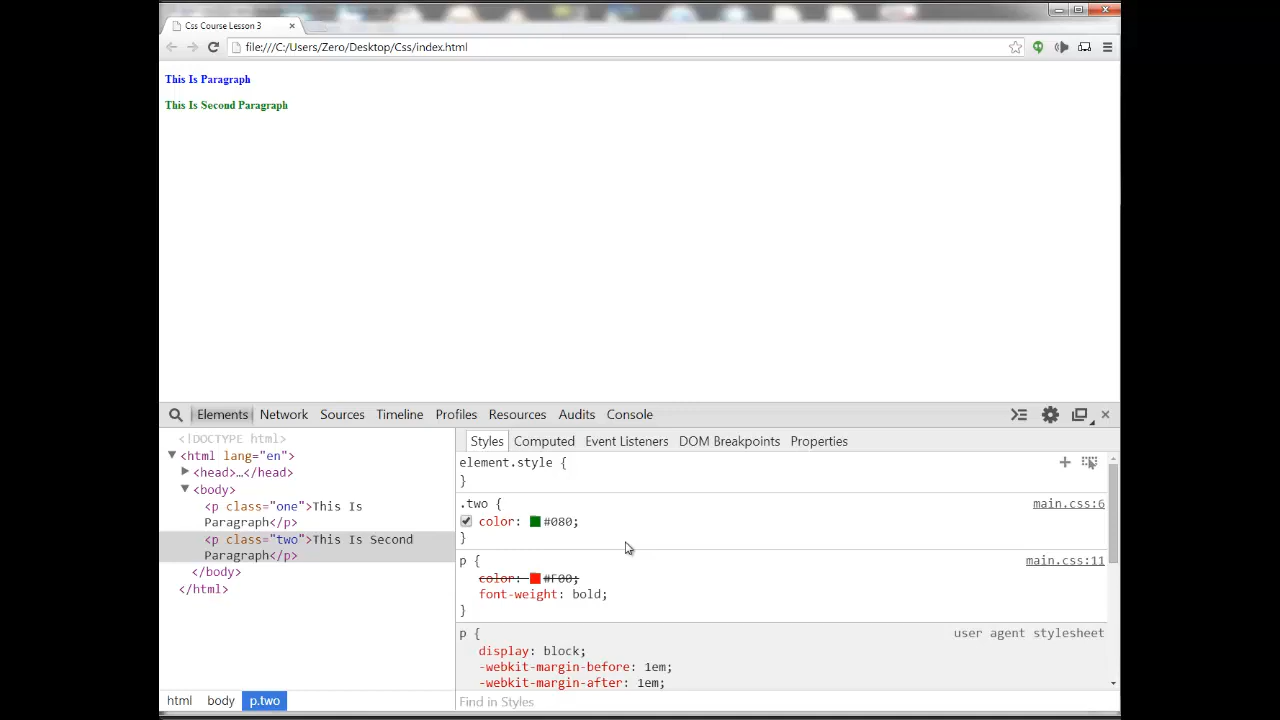 Css Course Lesson 3
file:///C:/Users/Zero/Desktop/Css/index.html
This Is Paragraph
This Is Second Paragraph
Elements Network Sources Timeline Profiles Resources Audits Console
<!DOCTYPE html>
<html lang="en">
<head>…</head>
<body>
<p class="one">This Is
Paragraph</p>
<p class="two">This Is Second
Paragraph</p>
</body>
</html>
html body p.two
Styles Computed Event Listeners DOM Breakpoints Properties
element.style {
}
.two { main.css:6
color: #080;
}
p { main.css:11
color: #F00;
font-weight: bold;
}
p { user agent stylesheet
display: block;
-webkit-margin-before: 1em;
-webkit-margin-after: 1em;
Find in Styles